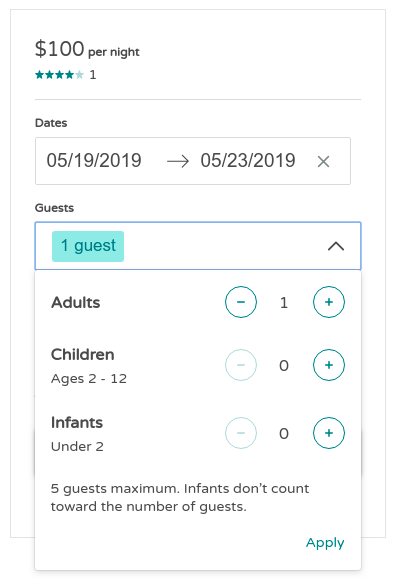 $100 per night
1
Dates
05/19/2019 → 05/23/2019 ×
Guests
1 guest
Adults − 1 +
Children
Ages 2 - 12
− 0 +
Infants
Under 2
− 0 +
5 guests maximum. Infants don't count
toward the number of guests.
Apply